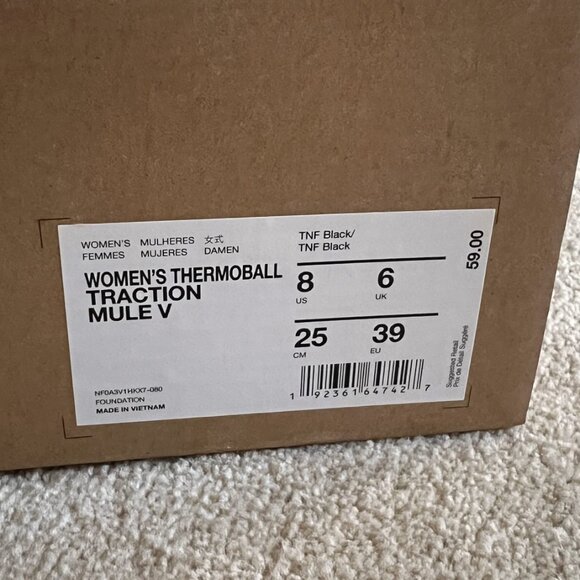 WOMEN'S MULHERES 女式
FEMMES MUJERES DAMEN
WOMEN'S THERMOBALL
TRACTION
MULE V
NF0A3V1HKX7-080
FOUNDATION
MADE IN VIETNAM
TNF Black/
TNF Black
8 6
US UK
25 39
CM EU
1 92361 64742 7
59.00
Suggested Retail
Prix de Détail Suggéré